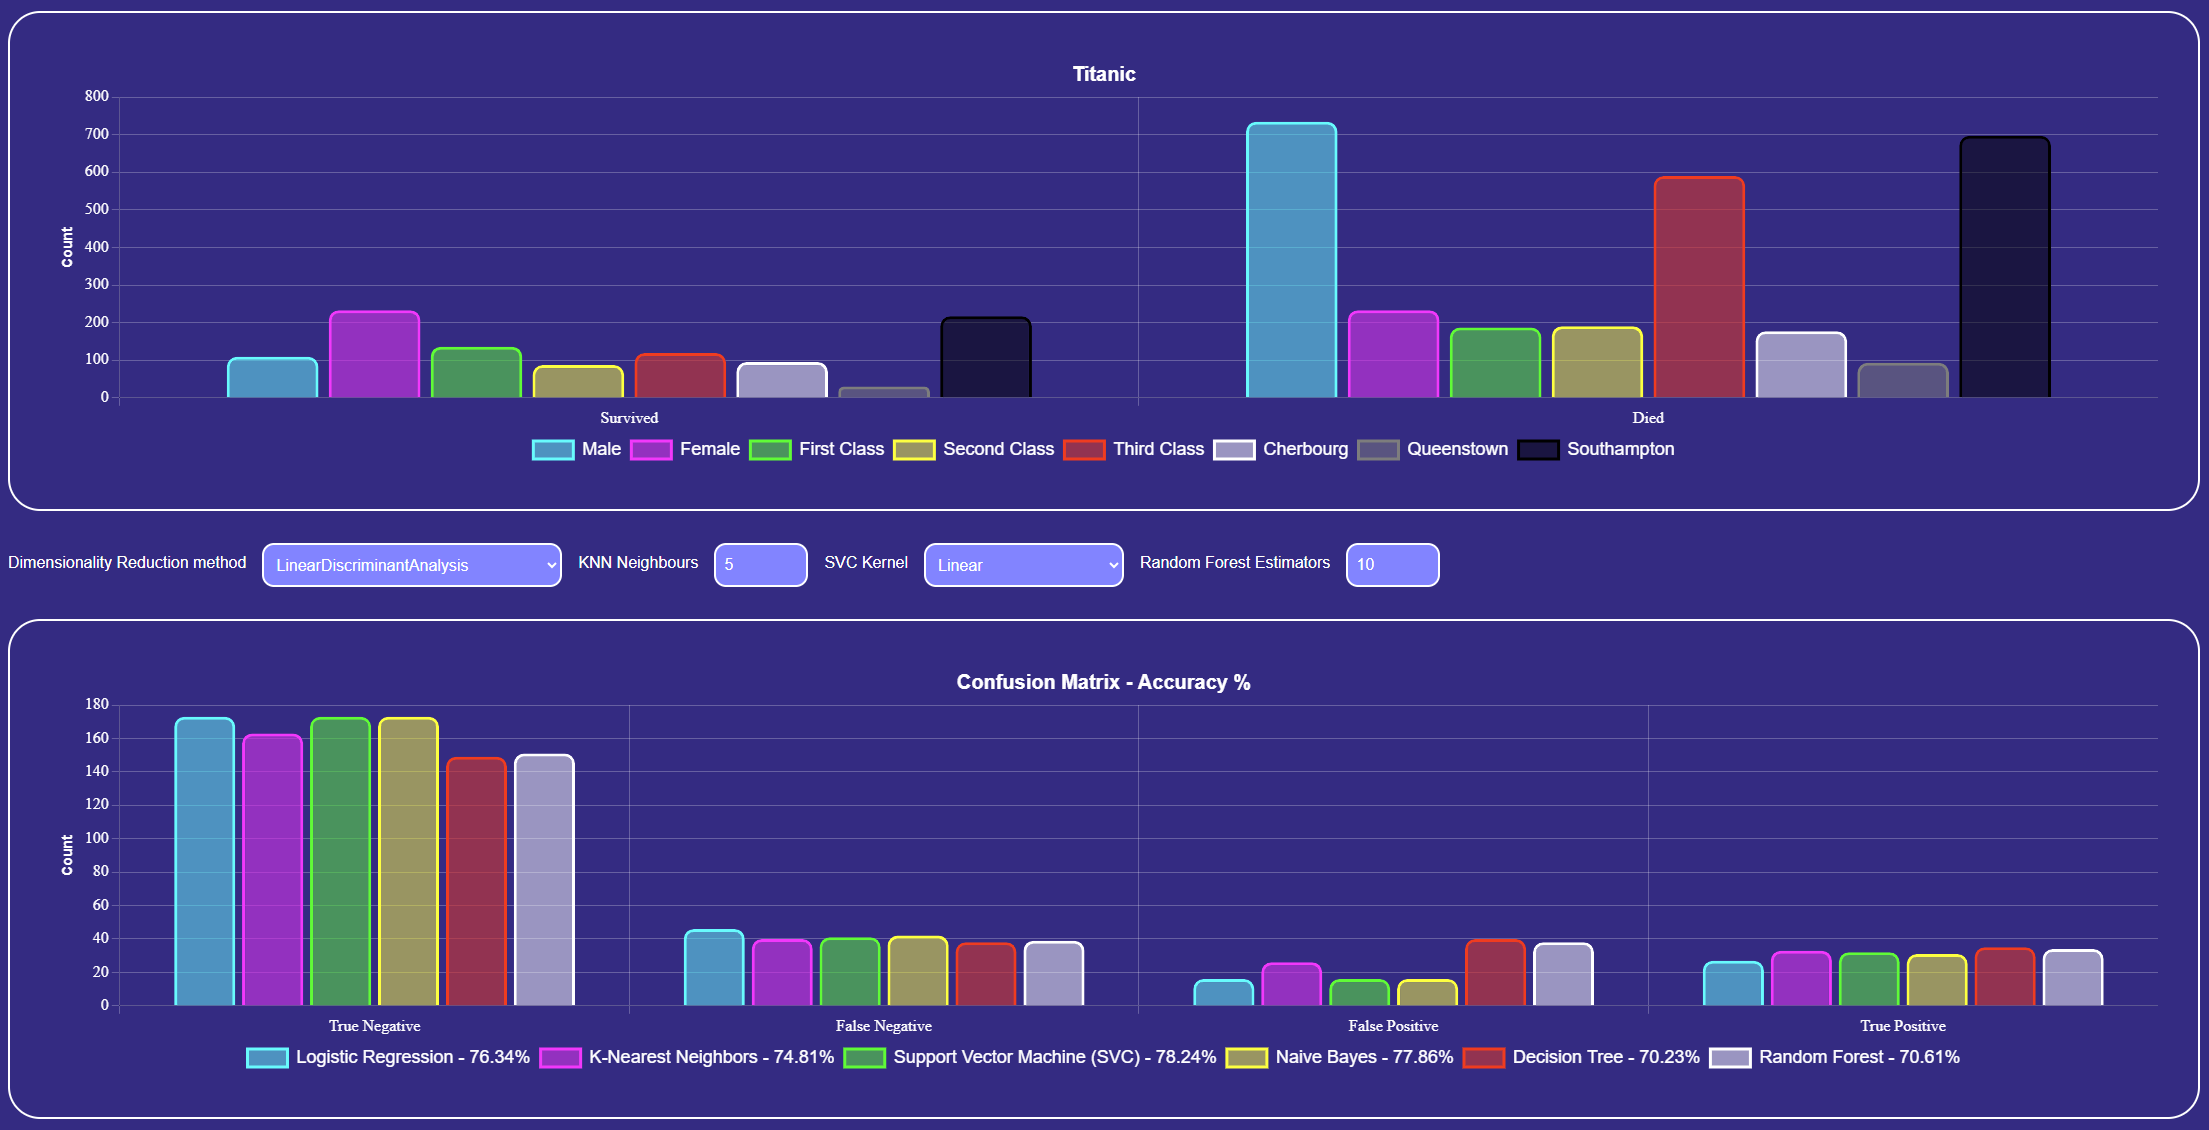 Titanic
800
700
600
500
400
300
200
100
0
Count
Survived
Died
Male Female First Class Second Class Third Class Cherbourg Queenstown Southampton
Dimensionality Reduction method LinearDiscriminantAnalysis KNN Neighbours 5 SVC Kernel Linear Random Forest Estimators 10
Confusion Matrix - Accuracy %
180
160
140
120
100
80
60
40
20
0
Count
True Negative
False Negative
False Positive
True Positive
Logistic Regression - 76.34% K-Nearest Neighbors - 74.81% Support Vector Machine (SVC) - 78.24% Naive Bayes - 77.86% Decision Tree - 70.23% Random Forest - 70.61%